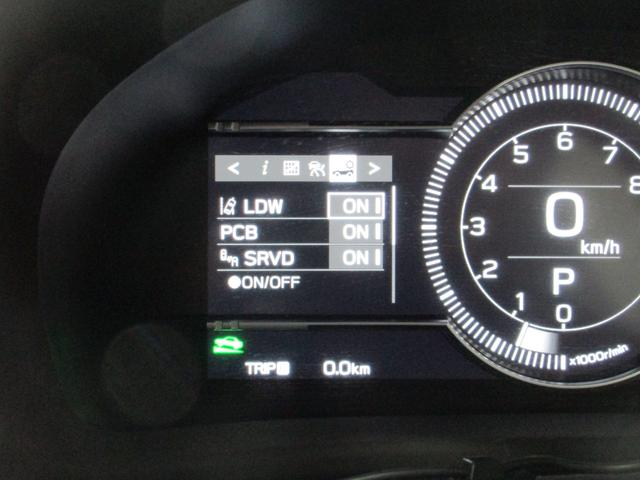 < i >
LDW ON
PCB ON
SRVD ON
ON/OFF
TRIP 0.0km
0
1
2
3
4
5
6
7
8
0
km/h
P
x1000r/min